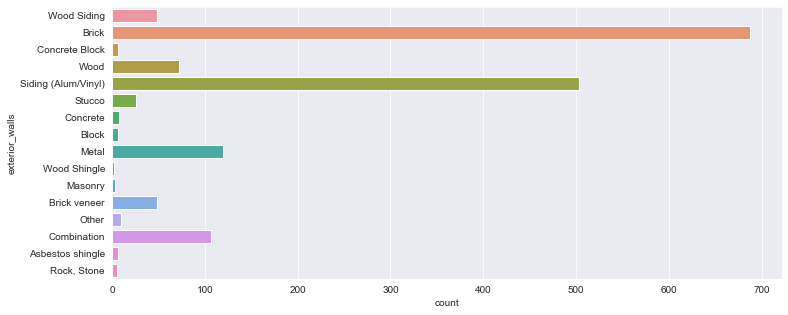 exterior_walls
Wood Siding
Brick
Concrete Block
Wood
Siding (Alum/Vinyl)
Stucco
Concrete
Block
Metal
Wood Shingle
Masonry
Brick veneer
Other
Combination
Asbestos shingle
Rock, Stone
0 100 200 300 400 500 600 700
count